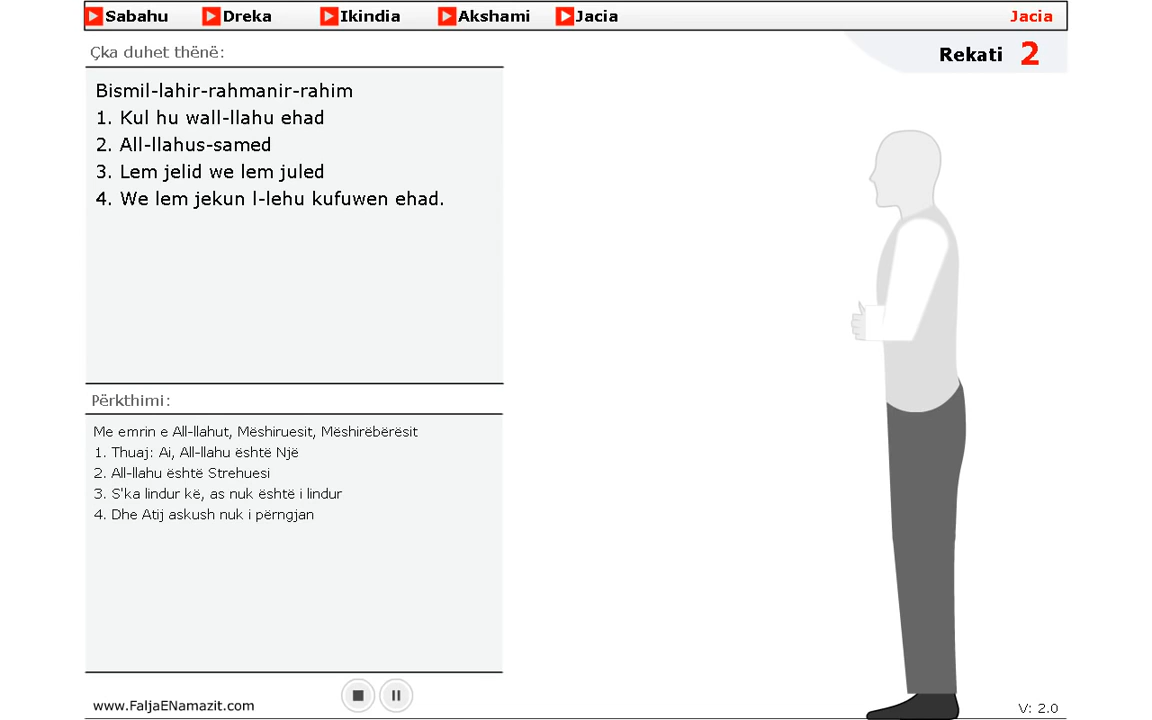 Sabahu Dreka Ikindia Akshami Jacia Jacia
Çka duhet thënë:
Rekati 2
Bismil-lahir-rahmanir-rahim
1. Kul hu wall-llahu ehad
2. All-llahus-samed
3. Lem jelid we lem juled
4. We lem jekun l-lehu kufuwen ehad.
Përkthimi:
Me emrin e All-llahut, Mëshiruesit, Mëshirëbërësit
1. Thuaj: Ai, All-llahu është Një
2. All-llahu është Strehuesi
3. S'ka lindur kë, as nuk është i lindur
4. Dhe Atij askush nuk i përngjan
www.FaljaENamazit.com
V: 2.0